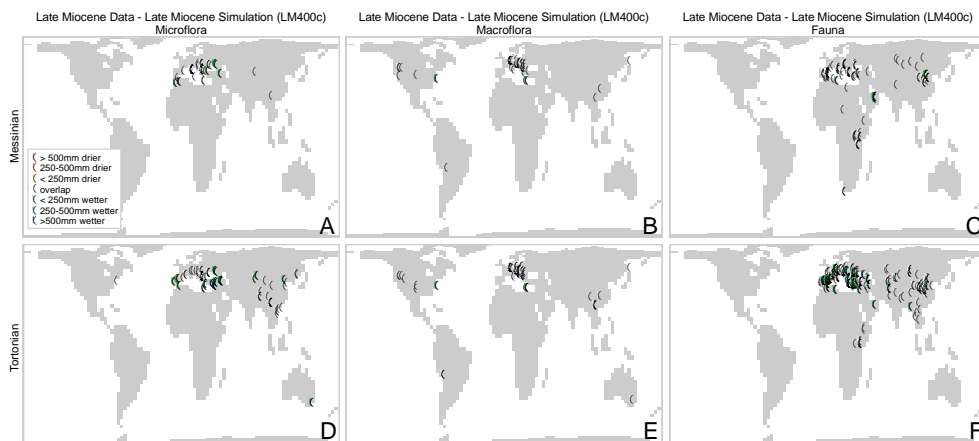 Late Miocene Data - Late Miocene Simulation (LM400c)
Microflora
Late Miocene Data - Late Miocene Simulation (LM400c)
Macroflora
Late Miocene Data - Late Miocene Simulation (LM400c)
Fauna
Messinian
> 500mm drier
250-500mm drier
< 250mm drier
overlap
< 250mm wetter
250-500mm wetter
>500mm wetter
A
B
C
Tortonian
D
E
F